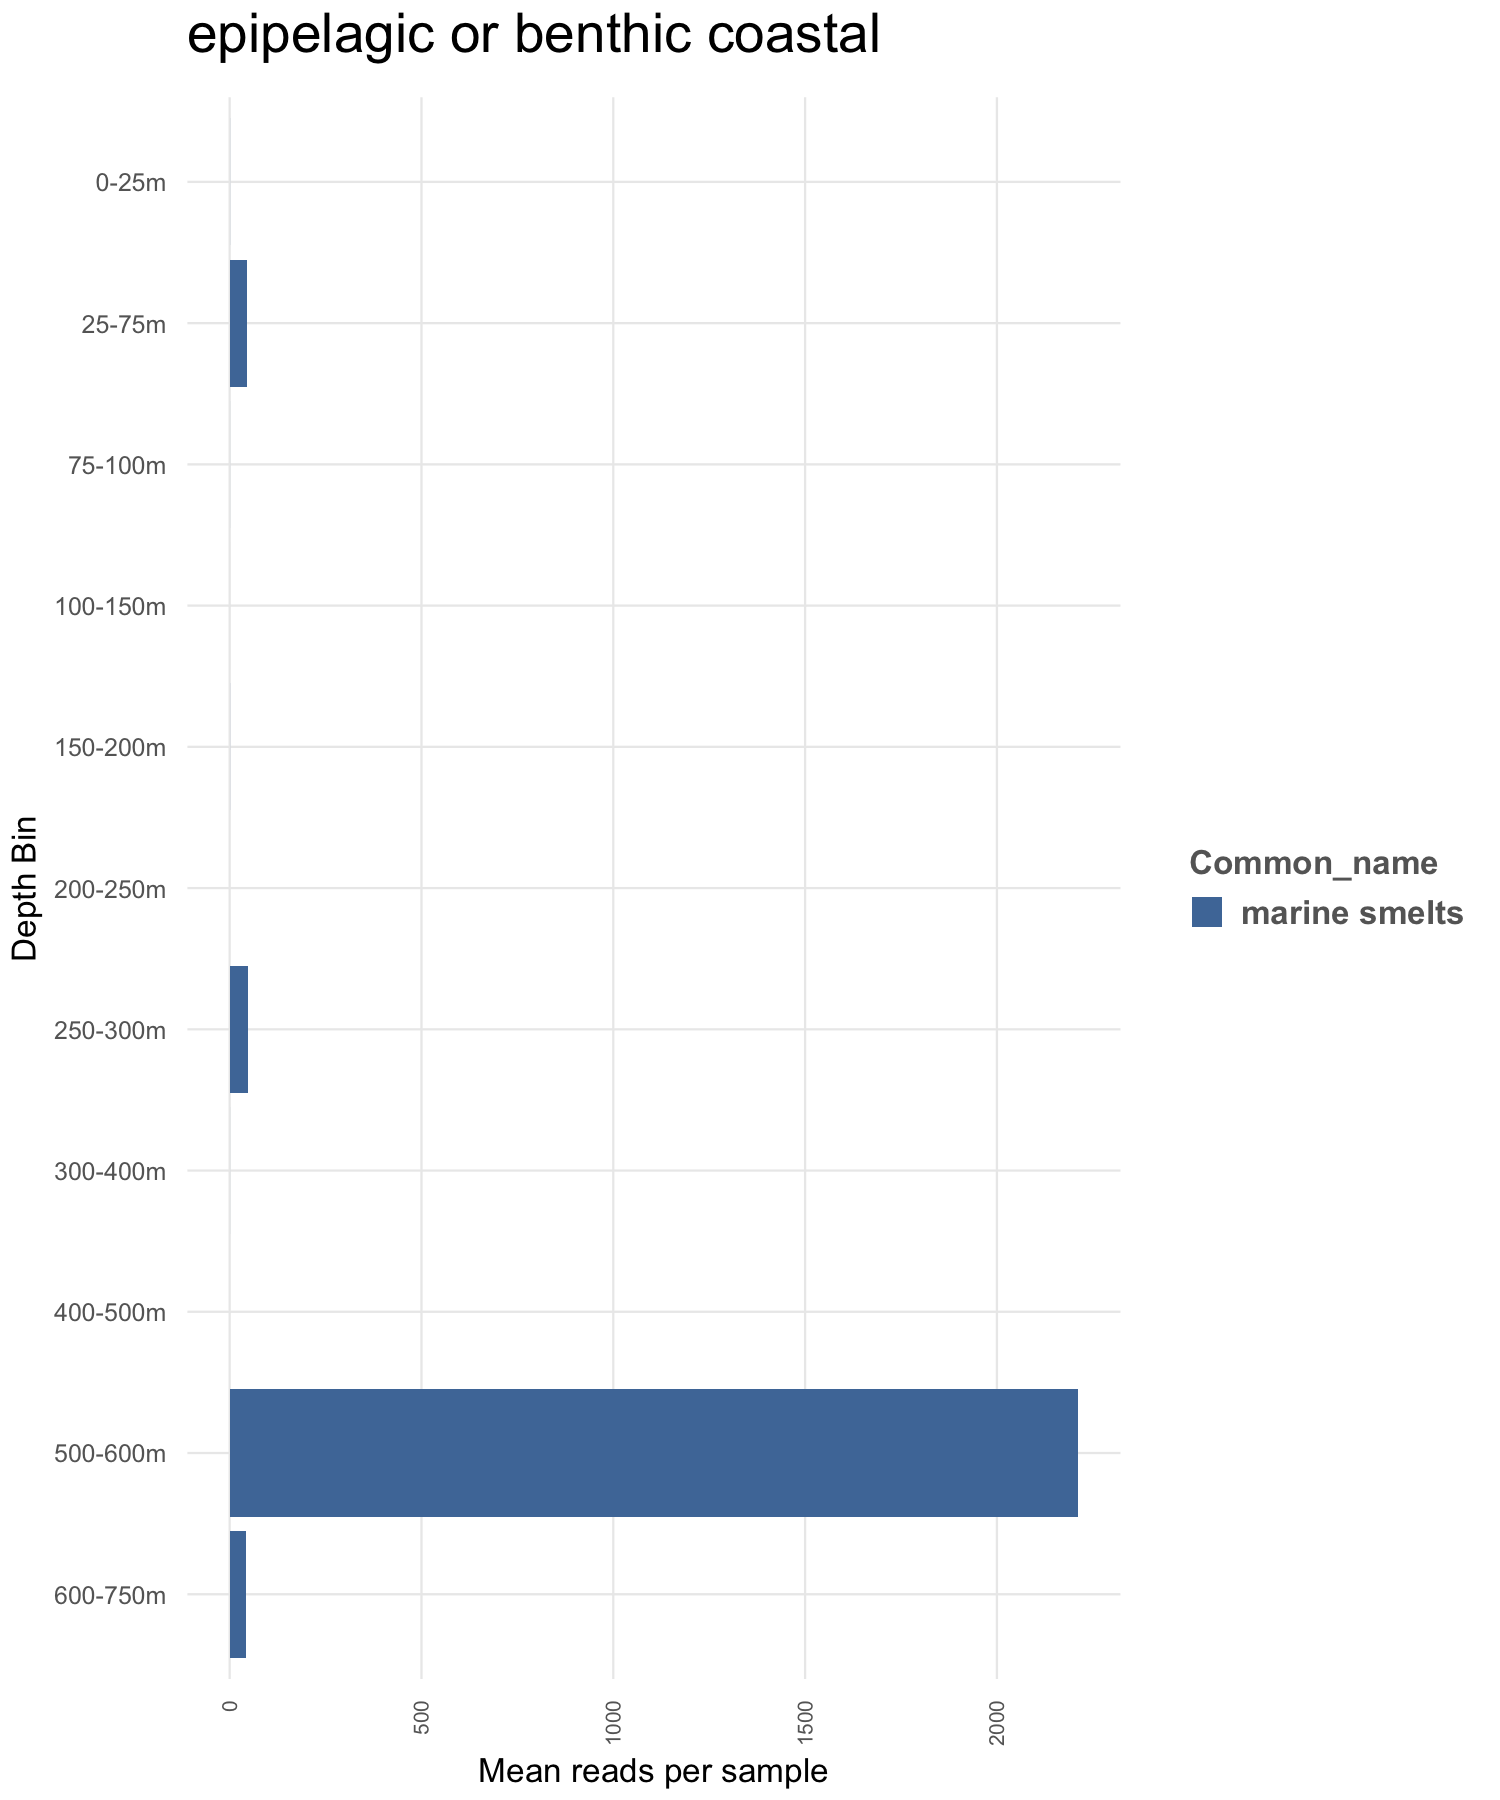 epipelagic or benthic coastal
0-25m
25-75m
75-100m
100-150m
150-200m
200-250m
250-300m
300-400m
400-500m
500-600m
600-750m
Depth Bin
0
500
1000
1500
2000
Mean reads per sample
Common_name
marine smelts